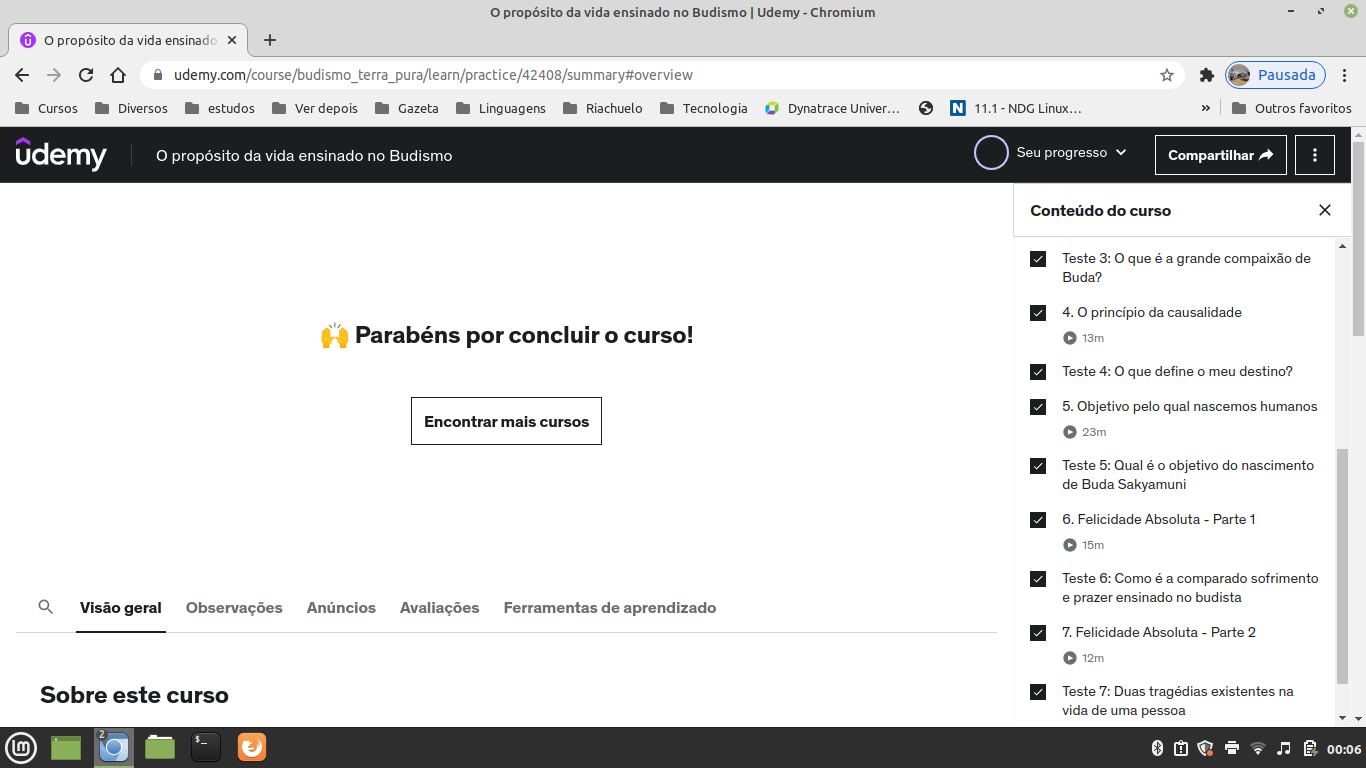 O propósito da vida ensinado no Budismo | Udemy - Chromium
O propósito da vida ensinado
udemy.com/course/budismo_terra_pura/learn/practice/42408/summary#overview
Pausada
Cursos
Diversos
estudos
Ver depois
Gazeta
Linguagens
Riachuelo
Tecnologia
Dynatrace Univer…
11.1 - NDG Linux…
»
Outros favoritos
udemy
O propósito da vida ensinado no Budismo
Seu progresso
Compartilhar
Parabéns por concluir o curso!
Encontrar mais cursos
Visão geral
Observações
Anúncios
Avaliações
Ferramentas de aprendizado
Sobre este curso
Conteúdo do curso
Teste 3: O que é a grande compaixão de
Buda?
4. O princípio da causalidade
13m
Teste 4: O que define o meu destino?
5. Objetivo pelo qual nascemos humanos
23m
Teste 5: Qual é o objetivo do nascimento
de Buda Sakyamuni
6. Felicidade Absoluta - Parte 1
15m
Teste 6: Como é a comparado sofrimento
e prazer ensinado no budista
7. Felicidade Absoluta - Parte 2
12m
Teste 7: Duas tragédias existentes na
vida de uma pessoa
2
$_
00:06